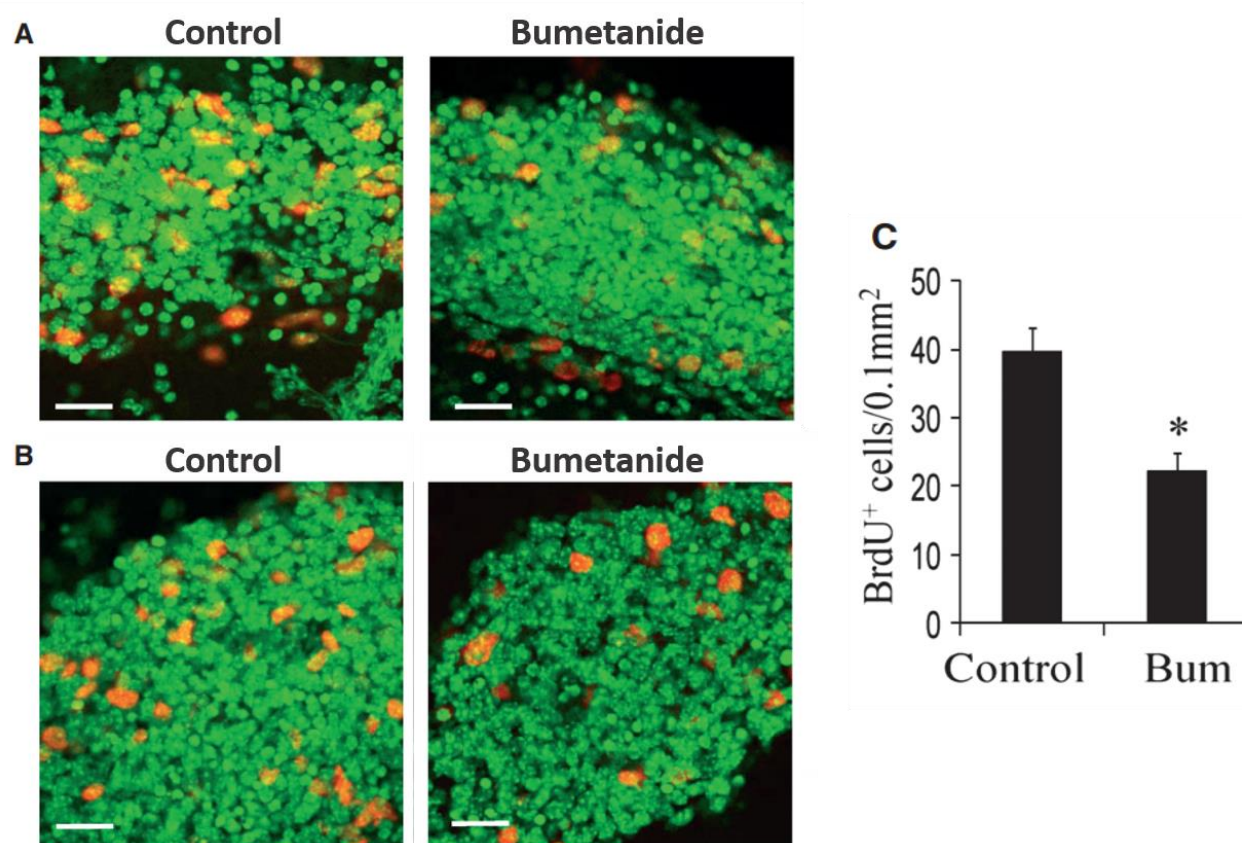 A
Control
Bumetanide
B
Control
Bumetanide
C
BrdU⁺ cells/0.1mm²
50
40
30
20
10
0
*
Control
Bum